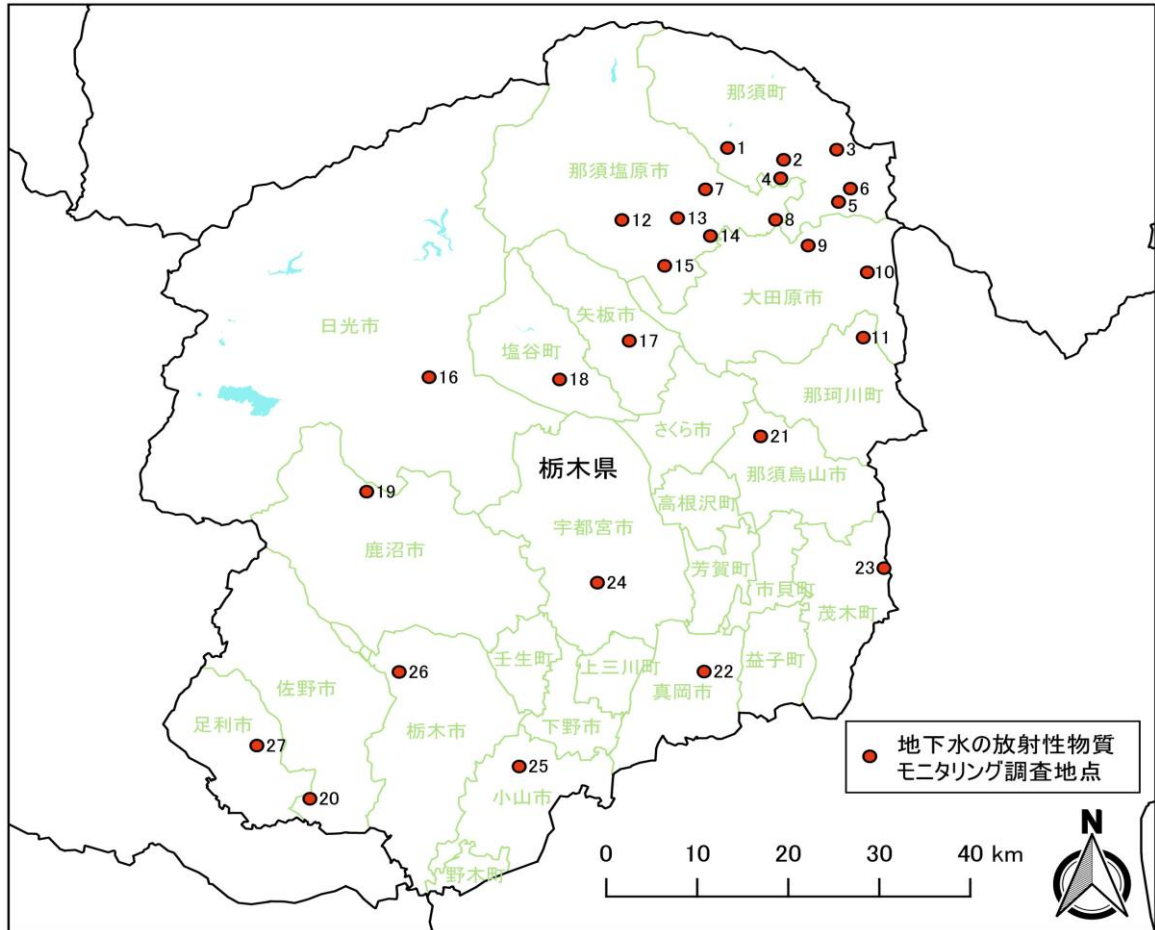 那須町
1
2
3
4
那須塩原市
7
6
5
12
13
8
14
9
15
10
大田原市
日光市
矢板市
11
17
塩谷町
16
18
那珂川町
さくら市
21
栃木県
那須烏山市
19
高根沢町
宇都宮市
鹿沼市
芳賀町
23
24
市貝町
茂木町
壬生町
上三川町
益子町
26
22
佐野市
真岡市
足利市
栃木市
下野市
27
25
小山市
20
野木町
地下水の放射性物質
モニタリング調査地点
N
0 10 20 30 40 km